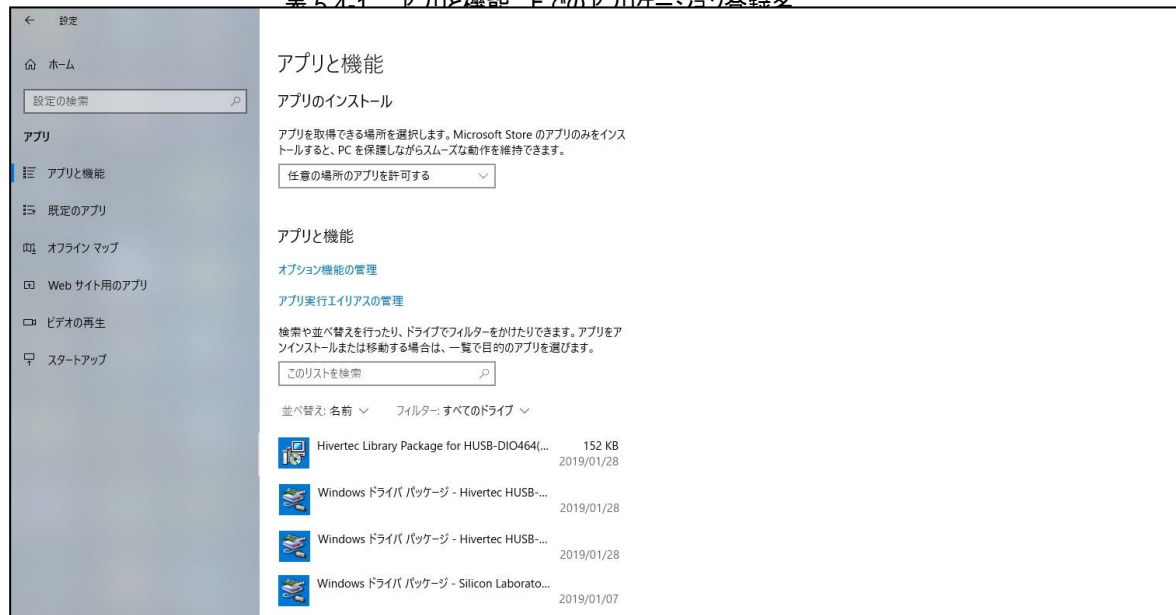 設定
ホーム
設定の検索
アプリ
アプリと機能
既定のアプリ
オフライン マップ
Web サイト用のアプリ
ビデオの再生
スタートアップ
アプリと機能
アプリのインストール
アプリを取得できる場所を選択します。Microsoft Store のアプリのみをインス
トールすると、PC を保護しながらスムーズな動作を維持できます。
任意の場所のアプリを許可する
アプリと機能
オプション機能の管理
アプリ実行エイリアスの管理
検索や並べ替えを行ったり、ドライブでフィルターをかけたりできます。アプリをア
ンインストールまたは移動する場合は、一覧で目的のアプリを選びます。
このリストを検索
並べ替え: 名前 フィルター: すべてのドライブ
Hivertec Library Package for HUSB-DIO464(... 152 KB
2019/01/28
Windows ドライバ パッケージ - Hivertec HUSB-...
2019/01/28
Windows ドライバ パッケージ - Hivertec HUSB-...
2019/01/28
Windows ドライバ パッケージ - Silicon Laborato...
2019/01/07